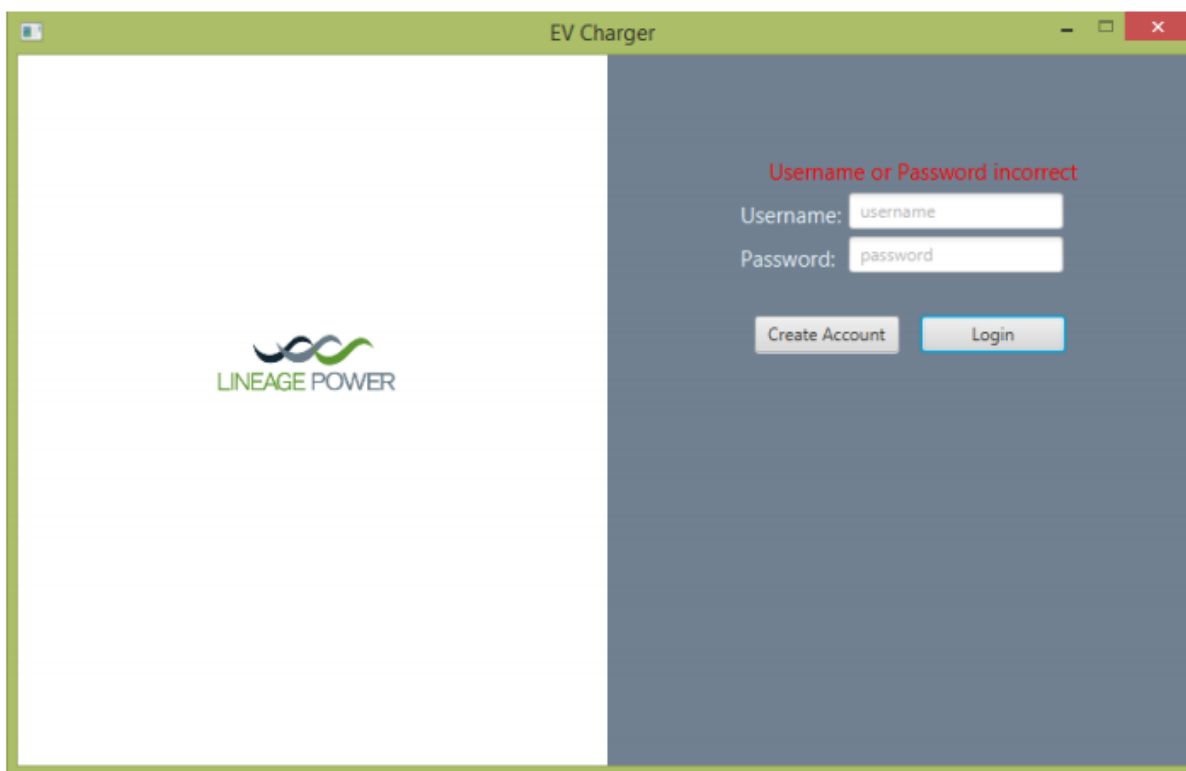 EV Charger
LINEAGE POWER
Username or Password incorrect
Username: username
Password: password
Create Account Login